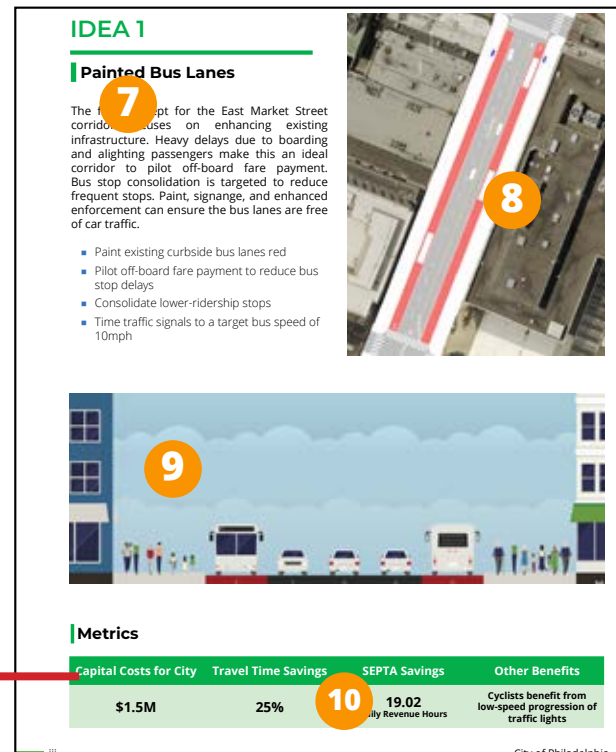 IDEA 1
Painted Bus Lanes
7
The pt for the East Market Street
uses on enhancing existing
infrastructure. Heavy delays due to boarding
and alighting passengers make this an ideal
corridor to pilot off-board fare payment.
Bus stop consolidation is targeted to reduce
frequent stops. Paint, signange, and enhanced
enforcement can ensure the bus lanes are free
of car traffic.
▪ Paint existing curbside bus lanes red
▪ Pilot off-board fare payment to reduce bus
stop delays
▪ Consolidate lower-ridership stops
▪ Time traffic signals to a target bus speed of
10mph
8
9
Metrics
Capital Costs for City Travel Time Savings SEPTA Savings Other Benefits
$1.5M 25% 10 19.02 Cyclists benefit from
ily Revenue Hours low-speed progression of
traffic lights
City of Philadelphia